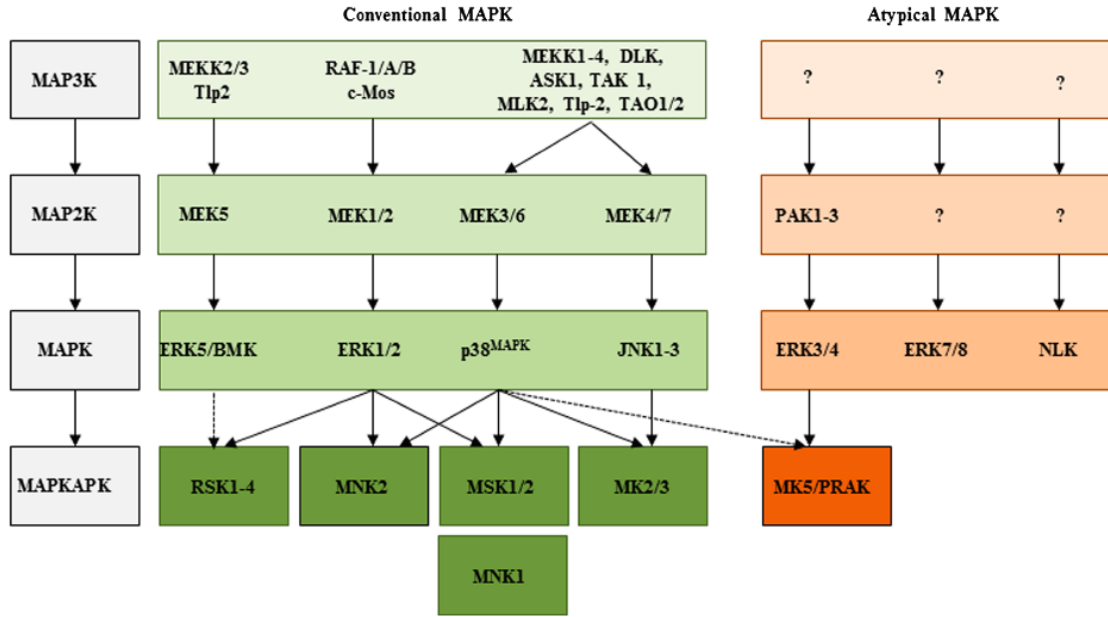 Conventional MAPK
Atypical MAPK
MAP3K
MEKK2/3
Tlp2
RAF-1/A/B
c-Mos
MEKK1-4, DLK,
ASK1, TAK 1,
MLK2, Tlp-2, TAO1/2
?
?
?
MAP2K
MEK5
MEK1/2
MEK3/6
MEK4/7
PAK1-3
?
?
MAPK
ERK5/BMK
ERK1/2
p38MAPK
JNK1-3
ERK3/4
ERK7/8
NLK
MAPKAPK
RSK1-4
MNK2
MSK1/2
MK2/3
MK5/PRAK
MNK1